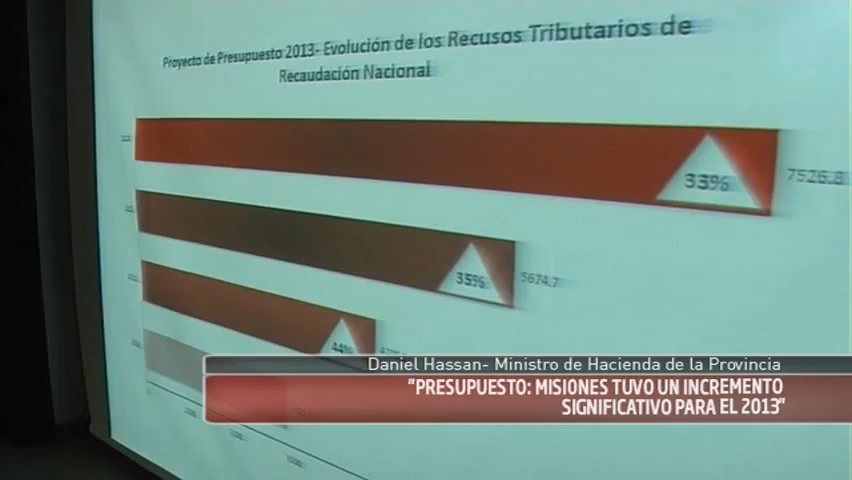 Proyecto de Presupuesto 2013- Evolución de los Recusos Tributarios de
Recaudación Nacional
33%
7526.8
35%
5674.7
44%
Daniel Hassan- Ministro de Hacienda de la Provincia
"PRESUPUESTO: MISIONES TUVO UN INCREMENTO
SIGNIFICATIVO PARA EL 2013"